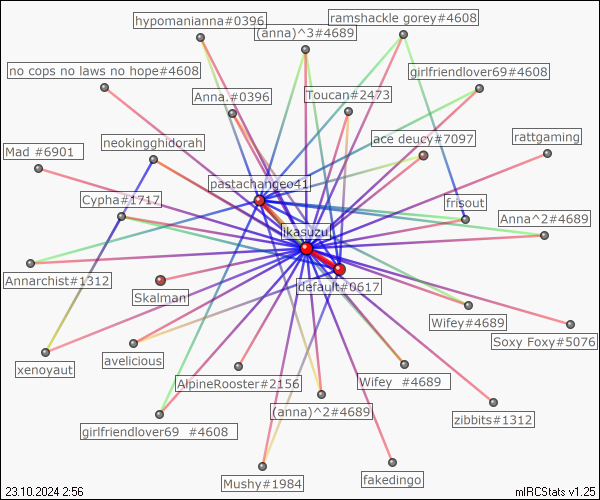 hypomanianna#0396
ramshackle gorey#4608
(anna)^3#4689
no cops no laws no hope#4608
girlfriendlover69#4608
Anna.#0396
Toucan#2473
ace deucy#7097
rattgaming
neokingghidorah
Mad #6901
pastachangeo41
Cypha#1717
frisout
Anna^2#4689
ikasuzu
Annarchist#1312
default#0617
Skalman
Wifey#4689
Soxy Foxy#5076
avelicious
xenoyaut
AlpineRooster#2156
Wifey #4689
(anna)^2#4689
zibbits#1312
girlfriendlover69 #4608
fakedingo
Mushy#1984
23.10.2024 2:56
mIRCStats v1.25